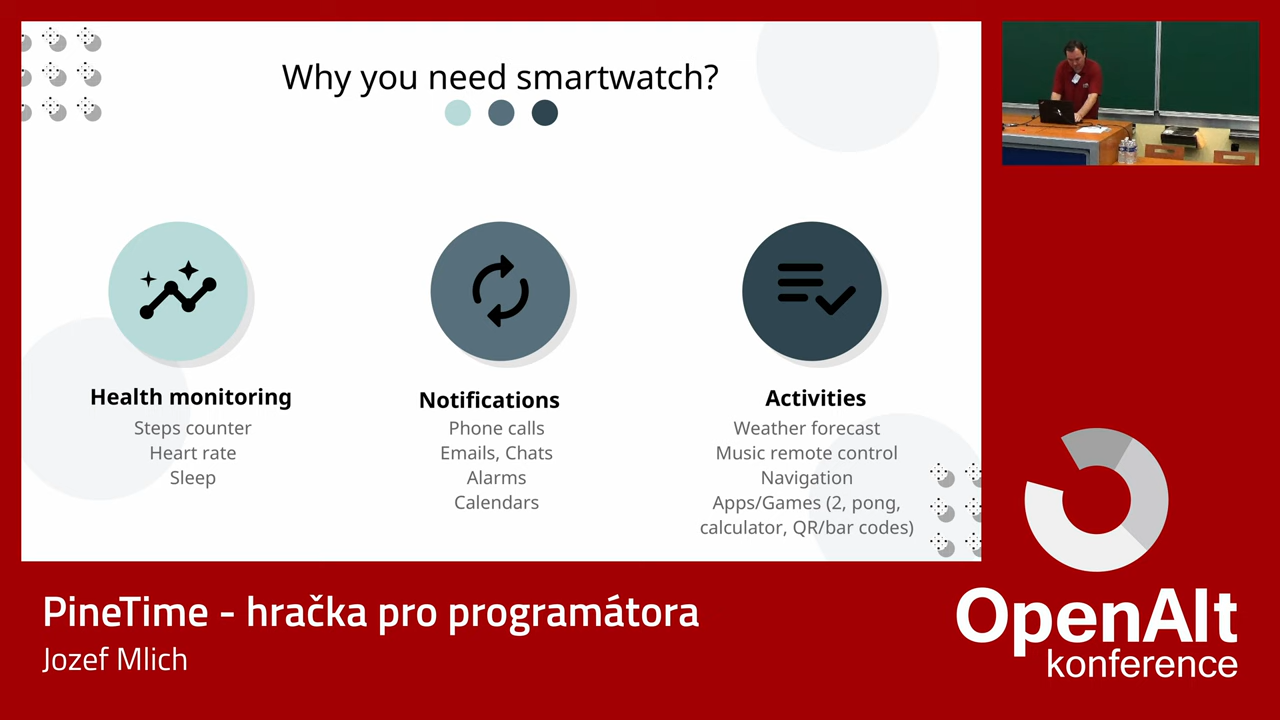 Why you need smartwatch?
Health monitoring
Steps counter
Heart rate
Sleep
Notifications
Phone calls
Emails, Chats
Alarms
Calendars
Activities
Weather forecast
Music remote control
Navigation
Apps/Games (2, pong,
calculator, QR/bar codes)
PineTime - hračka pro programátora
Jozef Mlich
OpenAlt
konference